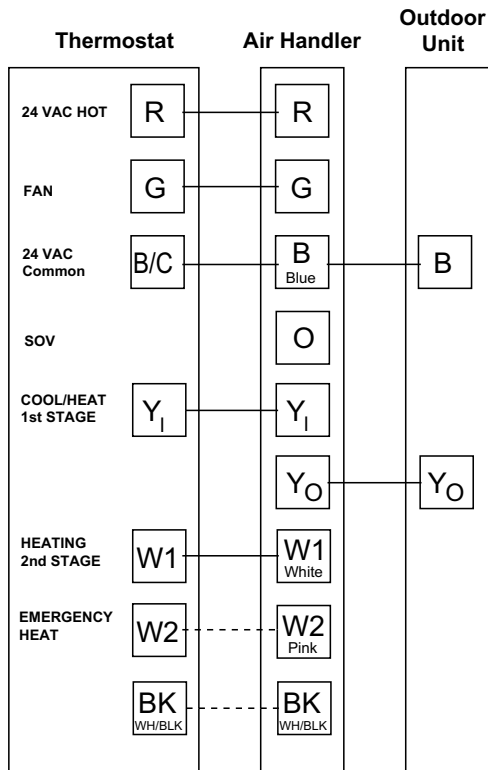 Thermostat Air Handler Outdoor
Unit
24 VAC HOT R R
FAN G G
24 VAC
Common B/C B
Blue B
SOV O
COOL/HEAT
1st STAGE YI YI
YO YO
HEATING
2nd STAGE W1 W1
White
EMERGENCY
HEAT W2 W2
Pink
BK BK
WH/BLK WH/BLK